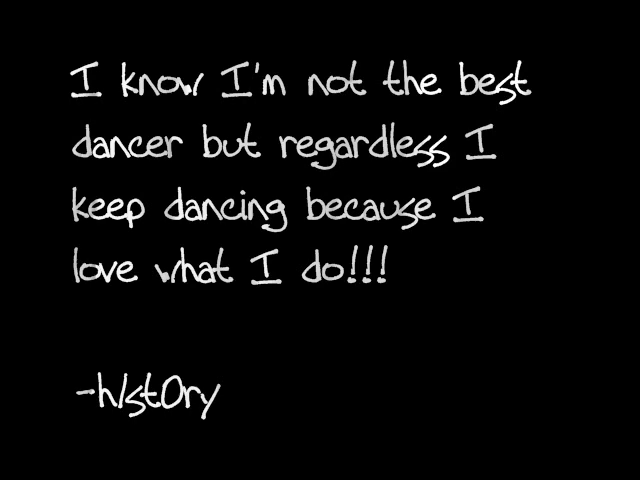 I know I'm not the best
dancer but regardless I
keep dancing because I
love what I do!!!
-h/st0ry